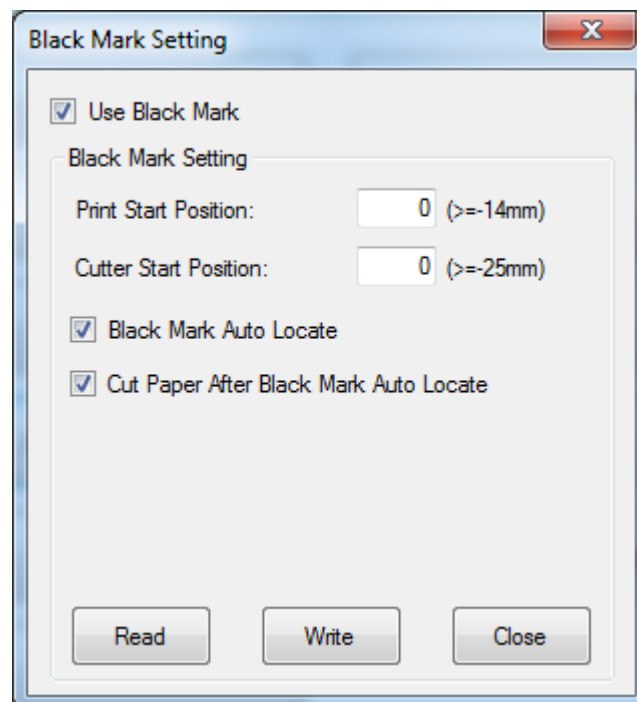 Black Mark Setting
Use Black Mark
Black Mark Setting
Print Start Position: 0 (>=-14mm)
Cutter Start Position: 0 (>=-25mm)
Black Mark Auto Locate
Cut Paper After Black Mark Auto Locate
Read Write Close